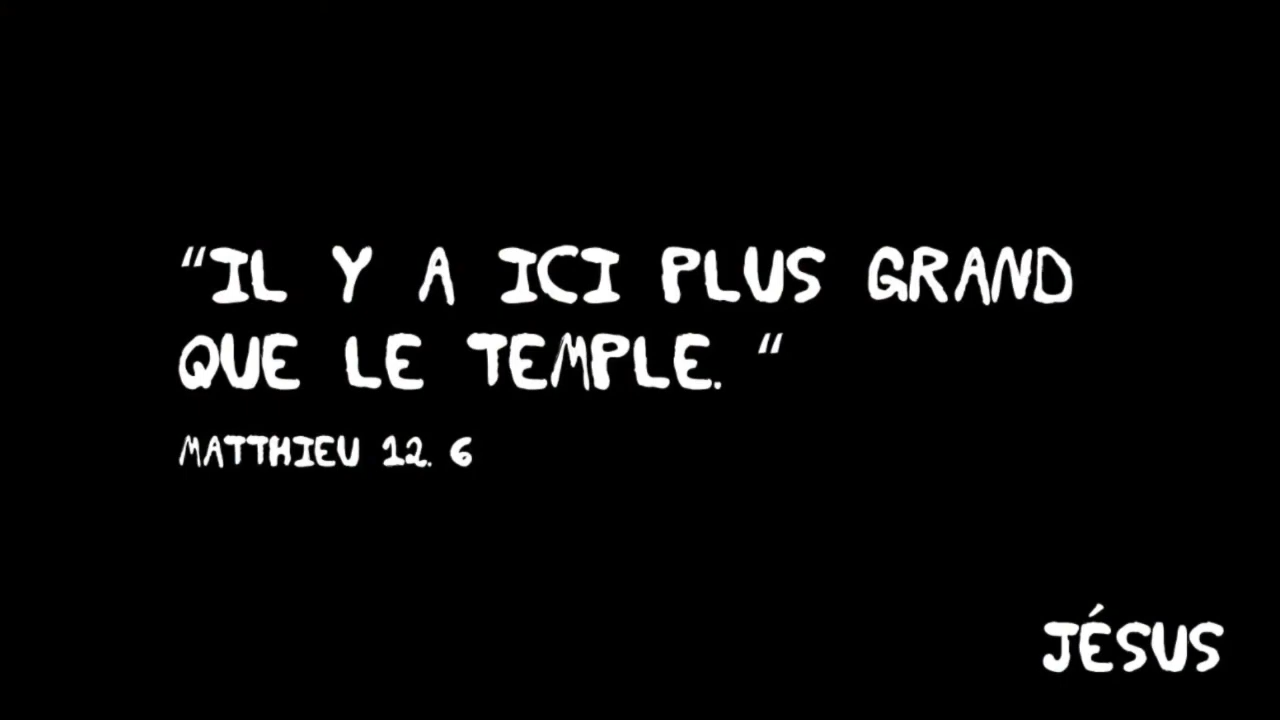 “IL Y A ICI PLUS GRAND
QUE LE TEMPLE. “
MATTHIEU 12. 6
JÉSUS